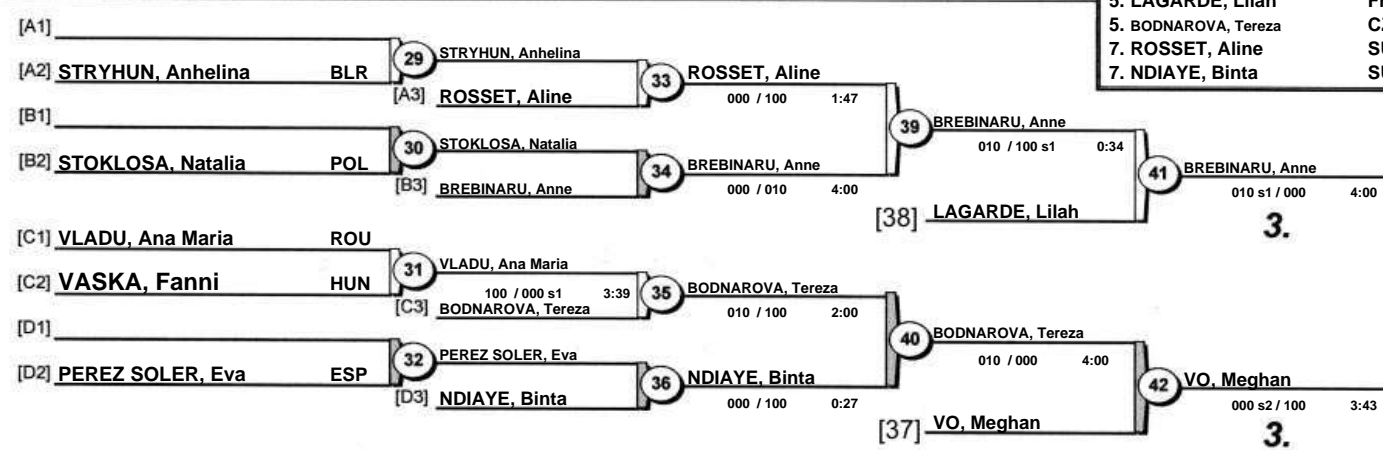 5. LAGARDE, Lilah
5. BODNAROVA, Tereza
7. ROSSET, Aline
7. NDIAYE, Binta
[A1]
29
STRYHUN, Anhelina
[A2] STRYHUN, Anhelina BLR
33
ROSSET, Aline
[A3] ROSSET, Aline
000 / 100 1:47
[B1]
39
BREBINARU, Anne
010 / 100 s1 0:34
30
STOKLOSA, Natalia
[B2] STOKLOSA, Natalia POL
34
BREBINARU, Anne
41
BREBINARU, Anne
[B3] BREBINARU, Anne
000 / 010 4:00
010 s1 / 000 4:00
[38] LAGARDE, Lilah
3.
[C1] VLADU, Ana Maria ROU
31
VLADU, Ana Maria
[C2] VASKA, Fanni HUN
100 / 000 s1 3:39
35
BODNAROVA, Tereza
[C3] BODNAROVA, Tereza
010 / 100 2:00
[D1]
40
BODNAROVA, Tereza
32
PEREZ SOLER, Eva
010 / 000 4:00
[D2] PEREZ SOLER, Eva ESP
36
NDIAYE, Binta
42
VO, Meghan
[D3] NDIAYE, Binta
000 / 100 0:27
000 s2 / 100 3:43
[37] VO, Meghan
3.